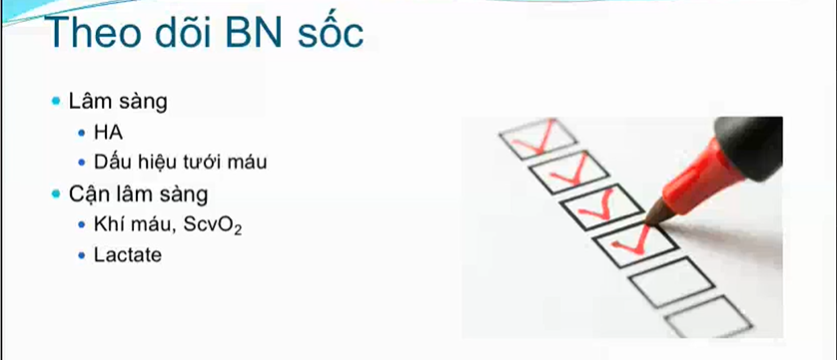 Theo dõi BN sốc
Lâm sàng
HA
Dấu hiệu tưới máu
Cận lâm sàng
Khí máu, ScvO₂
Lactate